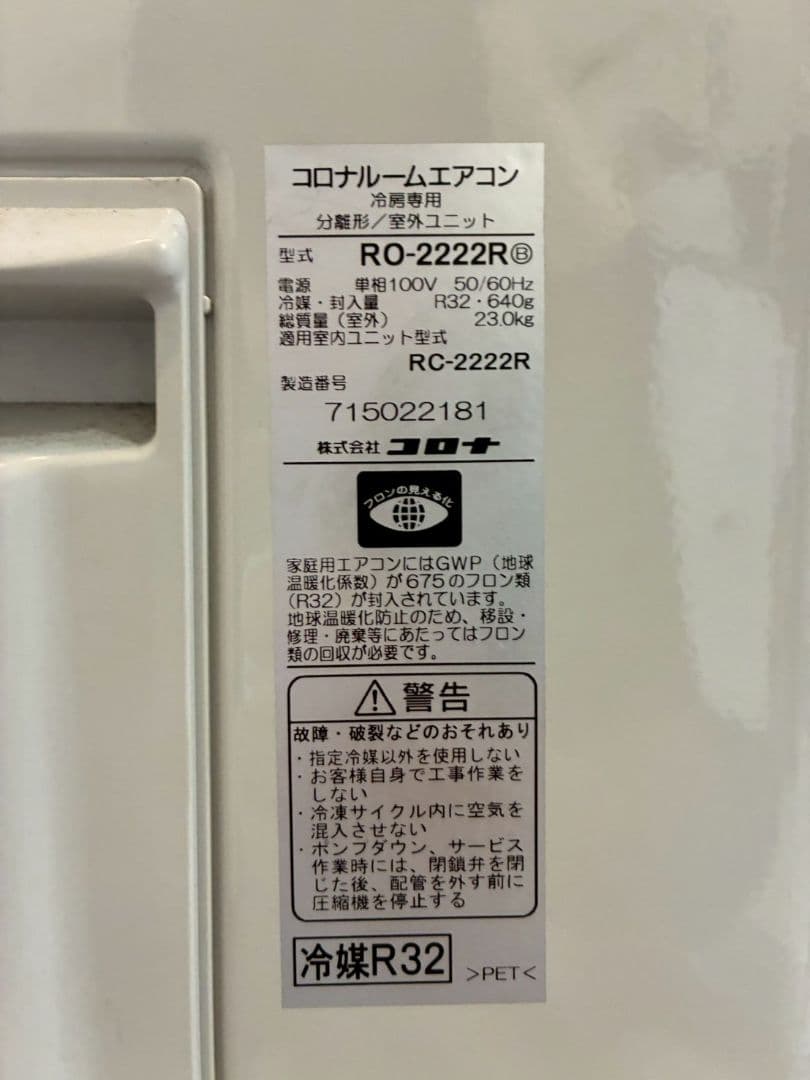 コロナルームエアコン
冷房専用
分離形/室外ユニット
型式 RO-2222RⒷ
電源 単相100V 50/60Hz
冷媒・封入量 R32・640g
総質量(室外) 23.0kg
適用室内ユニット型式
RC-2222R
製造番号
715022181
株式会社 コロナ
フロンの見える化
家庭用エアコンにはGWP(地球
温暖化係数)が675のフロン類
(R32)が封入されています。
地球温暖化防止のため、移設・
修理・廃棄等にあたってはフロン
類の回収が必要です。
警告
故障・破裂などのおそれあり
・指定冷媒以外を使用しない
・お客様自身で工事作業を
しない
・冷凍サイクル内に空気を
混入させない
・ポンプダウン、サービス
作業時には、閉鎖弁を閉
じた後、配管を外す前に
圧縮機を停止する
冷媒R32 >PET<